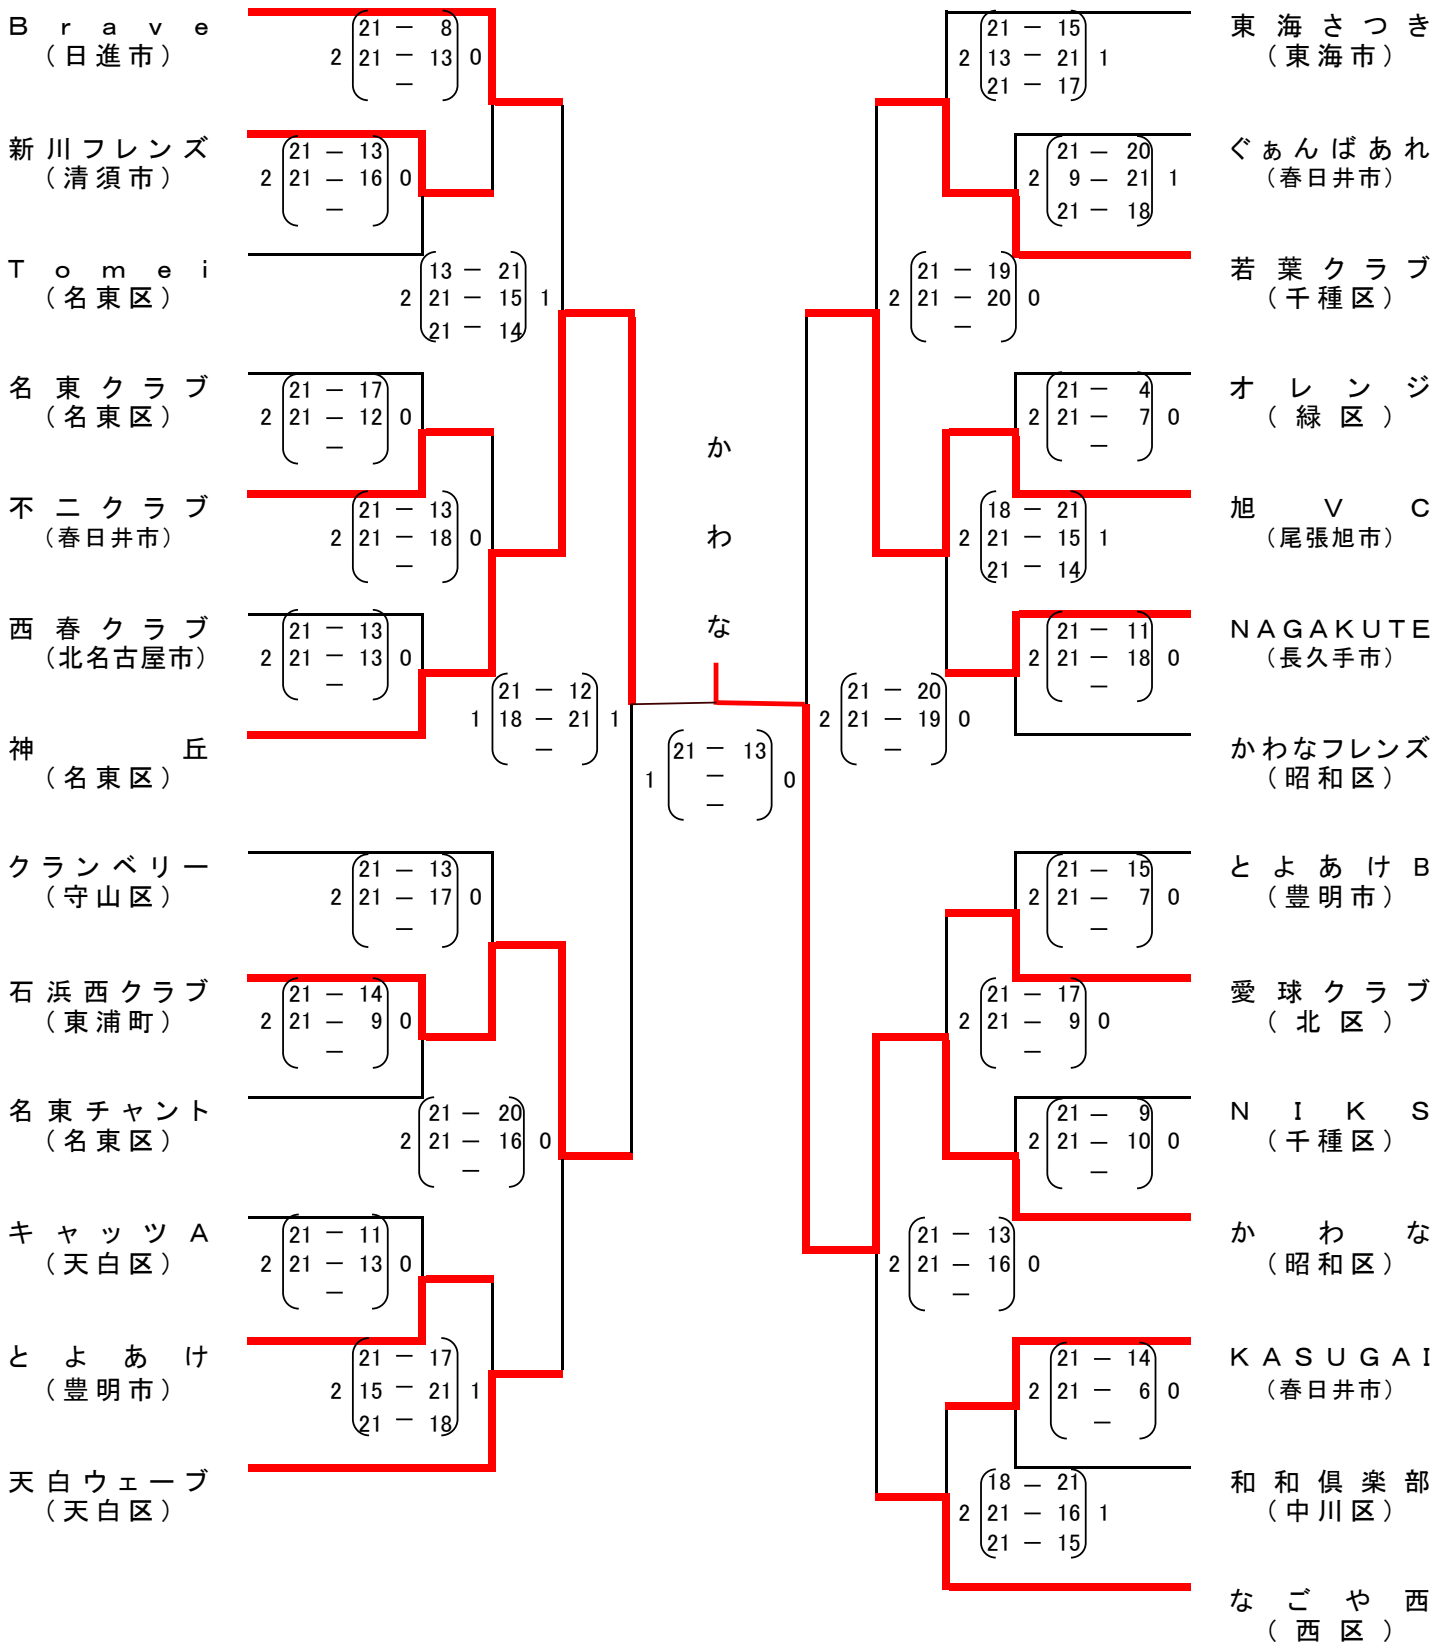 Ｂｒａｖｅ
（日進市）
2 21 － 8 0
21 － 13
－
新川フレンズ
（清須市）
2 21 － 13 0
21 － 16
－
Ｔｏｍｅｉ
（名東区）
13 － 21
2 21 － 15 1
21 － 14
名東クラブ
（名東区）
21 － 17
2 21 － 12 0
－
不二クラブ
（春日井市）
21 － 13
2 21 － 18 0
－
西春クラブ
（北名古屋市）
21 － 13
2 21 － 13 0
－
神丘
（名東区）
21 － 12
1 18 － 21 1
－
クランベリー
（守山区）
21 － 13
2 21 － 17 0
－
石浜西クラブ
（東浦町）
21 － 14
2 21 － 9 0
－
名東チャント
（名東区）
21 － 20
2 21 － 16 0
－
キャッツＡ
（天白区）
21 － 11
2 21 － 13 0
－
とよあけ
（豊明市）
21 － 17
2 15 － 21 1
21 － 18
天白ウェーブ
（天白区）
かわな
21 － 13
1 － 0
－
東海さつき
（東海市）
21 － 15
2 13 － 21 1
21 － 17
ぐぁんばあれ
（春日井市）
21 － 20
2 9 － 21 1
21 － 18
若葉クラブ
（千種区）
21 － 19
2 21 － 20 0
－
オレンジ
（緑区）
21 － 4
2 21 － 7 0
－
旭ＶＣ
（尾張旭市）
18 － 21
2 21 － 15 1
21 － 14
ＮＡＧＡＫＵＴＥ
（長久手市）
21 － 11
2 21 － 18 0
－
かわなフレンズ
（昭和区）
21 － 20
2 21 － 19 0
－
とよあけＢ
（豊明市）
21 － 15
2 21 － 7 0
－
愛球クラブ
（北区）
21 － 17
2 21 － 9 0
－
ＮＩＫＳ
（千種区）
21 － 9
2 21 － 10 0
－
かわな
（昭和区）
21 － 13
2 21 － 16 0
－
ＫＡＳＵＧＡＩ
（春日井市）
21 － 14
2 21 － 6 0
－
和和倶楽部
（中川区）
18 － 21
2 21 － 16 1
21 － 15
なごや西
（西区）